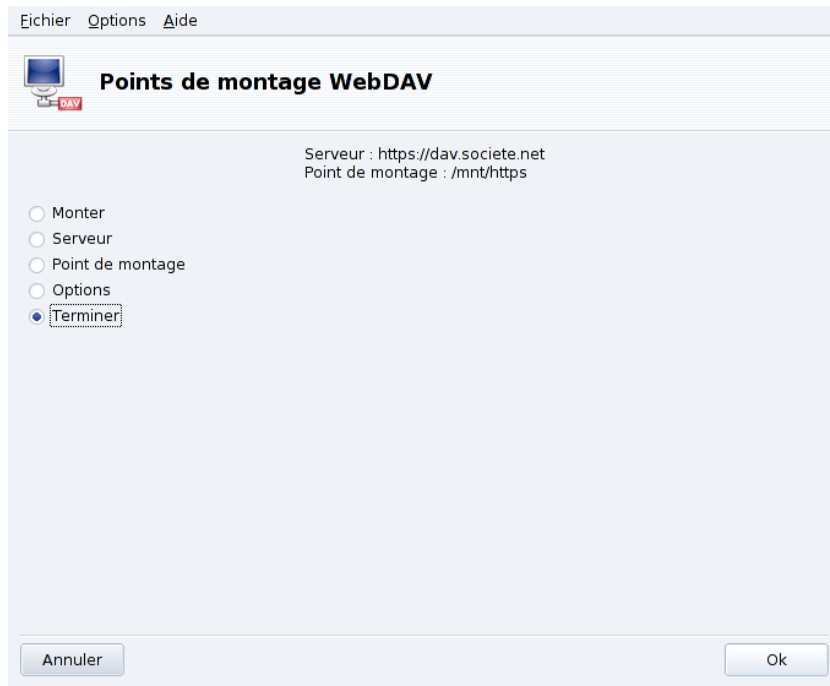 Fichier Options Aide
DAV
Points de montage WebDAV
Serveur : https://dav.societe.net
Point de montage : /mnt/https
Monter
Serveur
Point de montage
Options
Terminer
Annuler
Ok